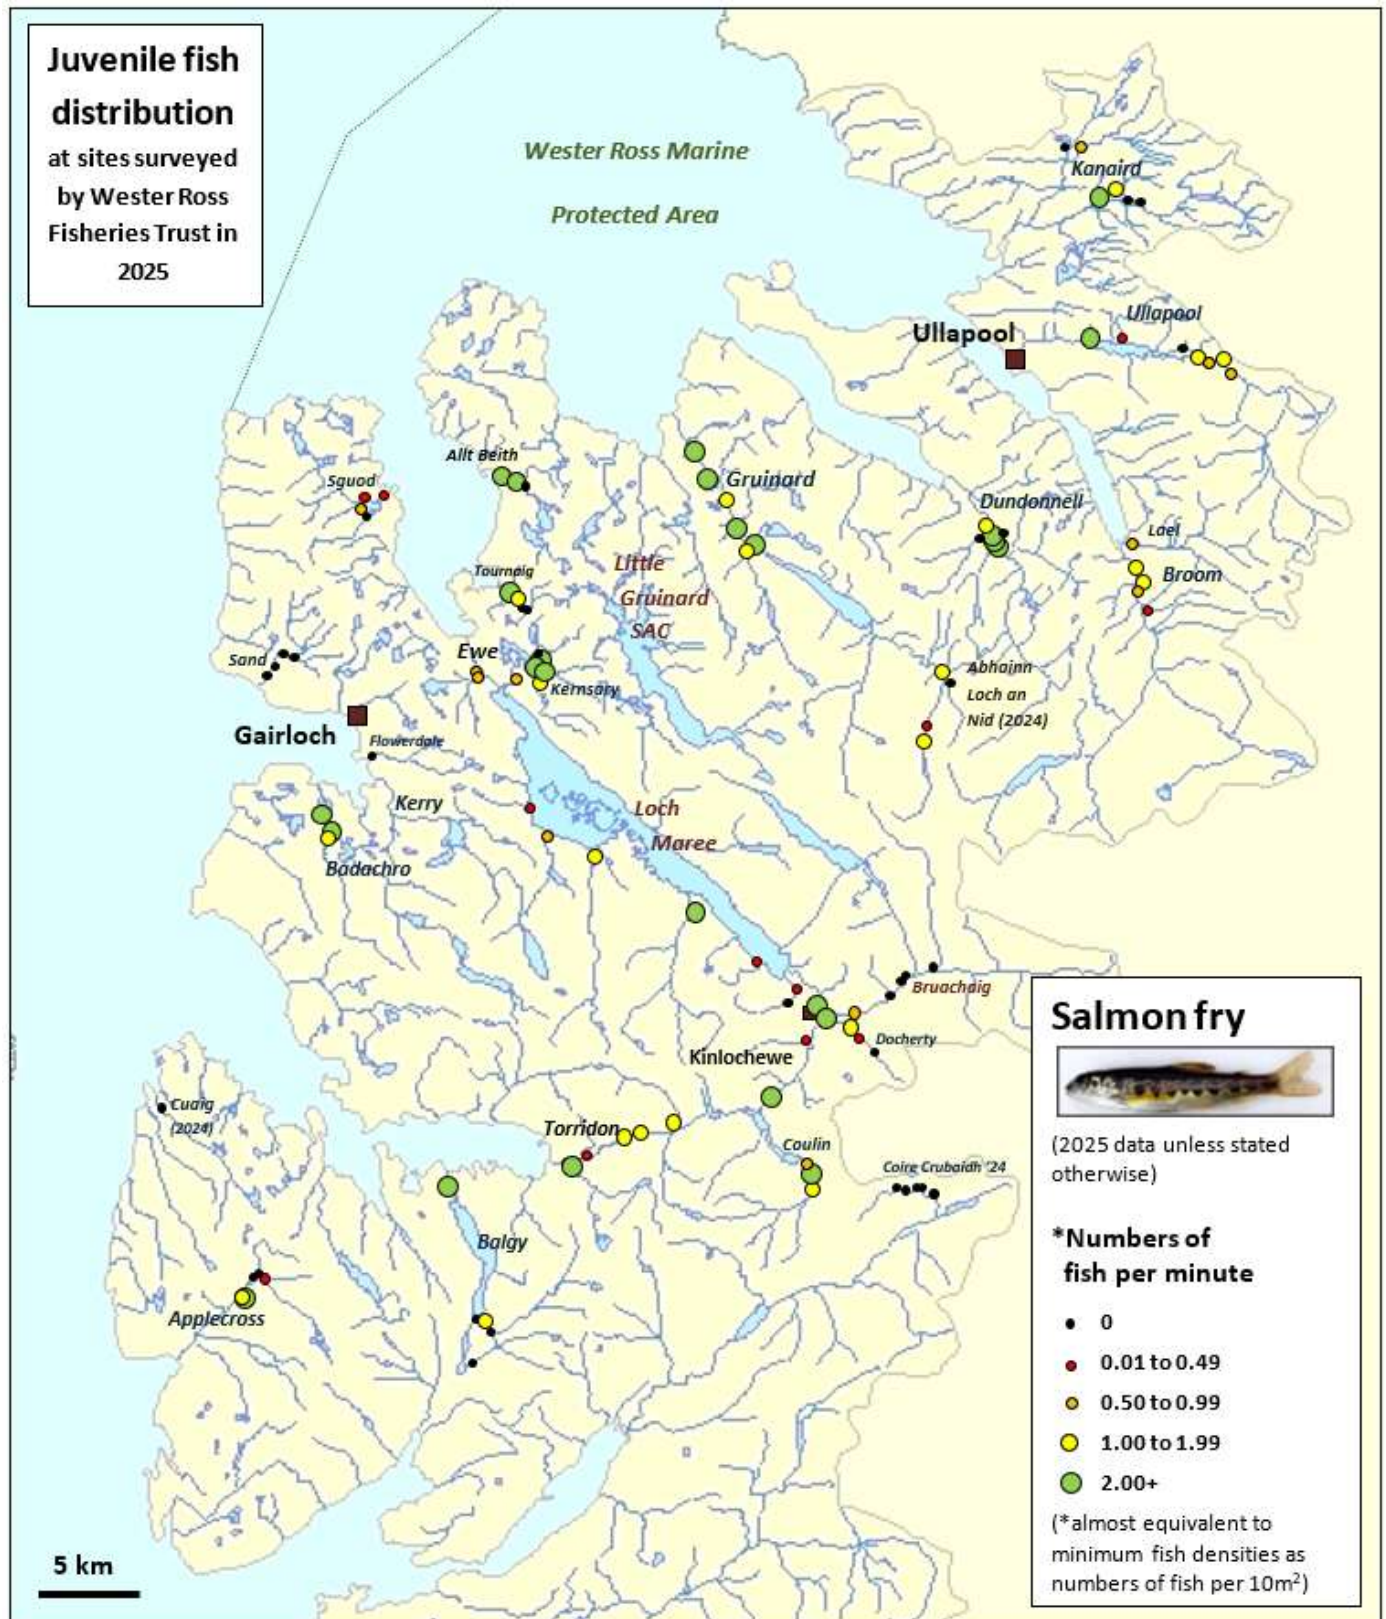 Juvenile fish
distribution
at sites surveyed
by Wester Ross
Fisheries Trust in
2025
Wester Ross Marine
Protected Area
Kanaird
Ullapool
Ullapool
Allt Beith
Sguod
Gruinard
Dundonnell
Lael
Broom
Tournaig
Little
Gruinard
SAC
Sand
Ewe
Kernsary
Abhainn
Loch an
Nid (2024)
Gairloch
Flowerdale
Kerry
Loch
Maree
Badachro
Bruachaig
Docherty
Kinlochewe
Cuaig
(2024)
Torridon
Coulin
Coire Crubaidh '24
Balgy
Applecross
5 km
Salmon fry
(2025 data unless stated
otherwise)
*Numbers of
fish per minute
0
0.01 to 0.49
0.50 to 0.99
1.00 to 1.99
2.00+
(*almost equivalent to
minimum fish densities as
numbers of fish per 10m²)